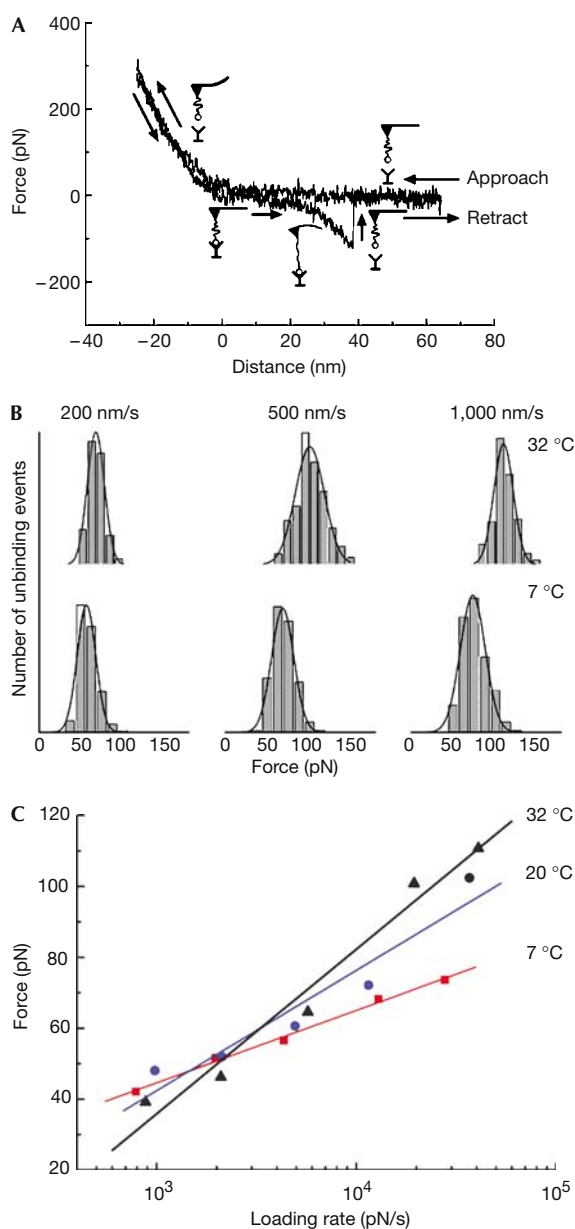 A
400
200
0
−200
Force (pN)
Approach
Retract
−40 −20 0 20 40 60 80
Distance (nm)
B
200 nm/s 500 nm/s 1,000 nm/s
32 °C
7 °C
Number of unbinding events
0 50 100 150 0 50 100 150 0 50 100 150
Force (pN)
C
120
100
80
60
40
20
Force (pN)
32 °C
20 °C
7 °C
10³ 10⁴ 10⁵
Loading rate (pN/s)